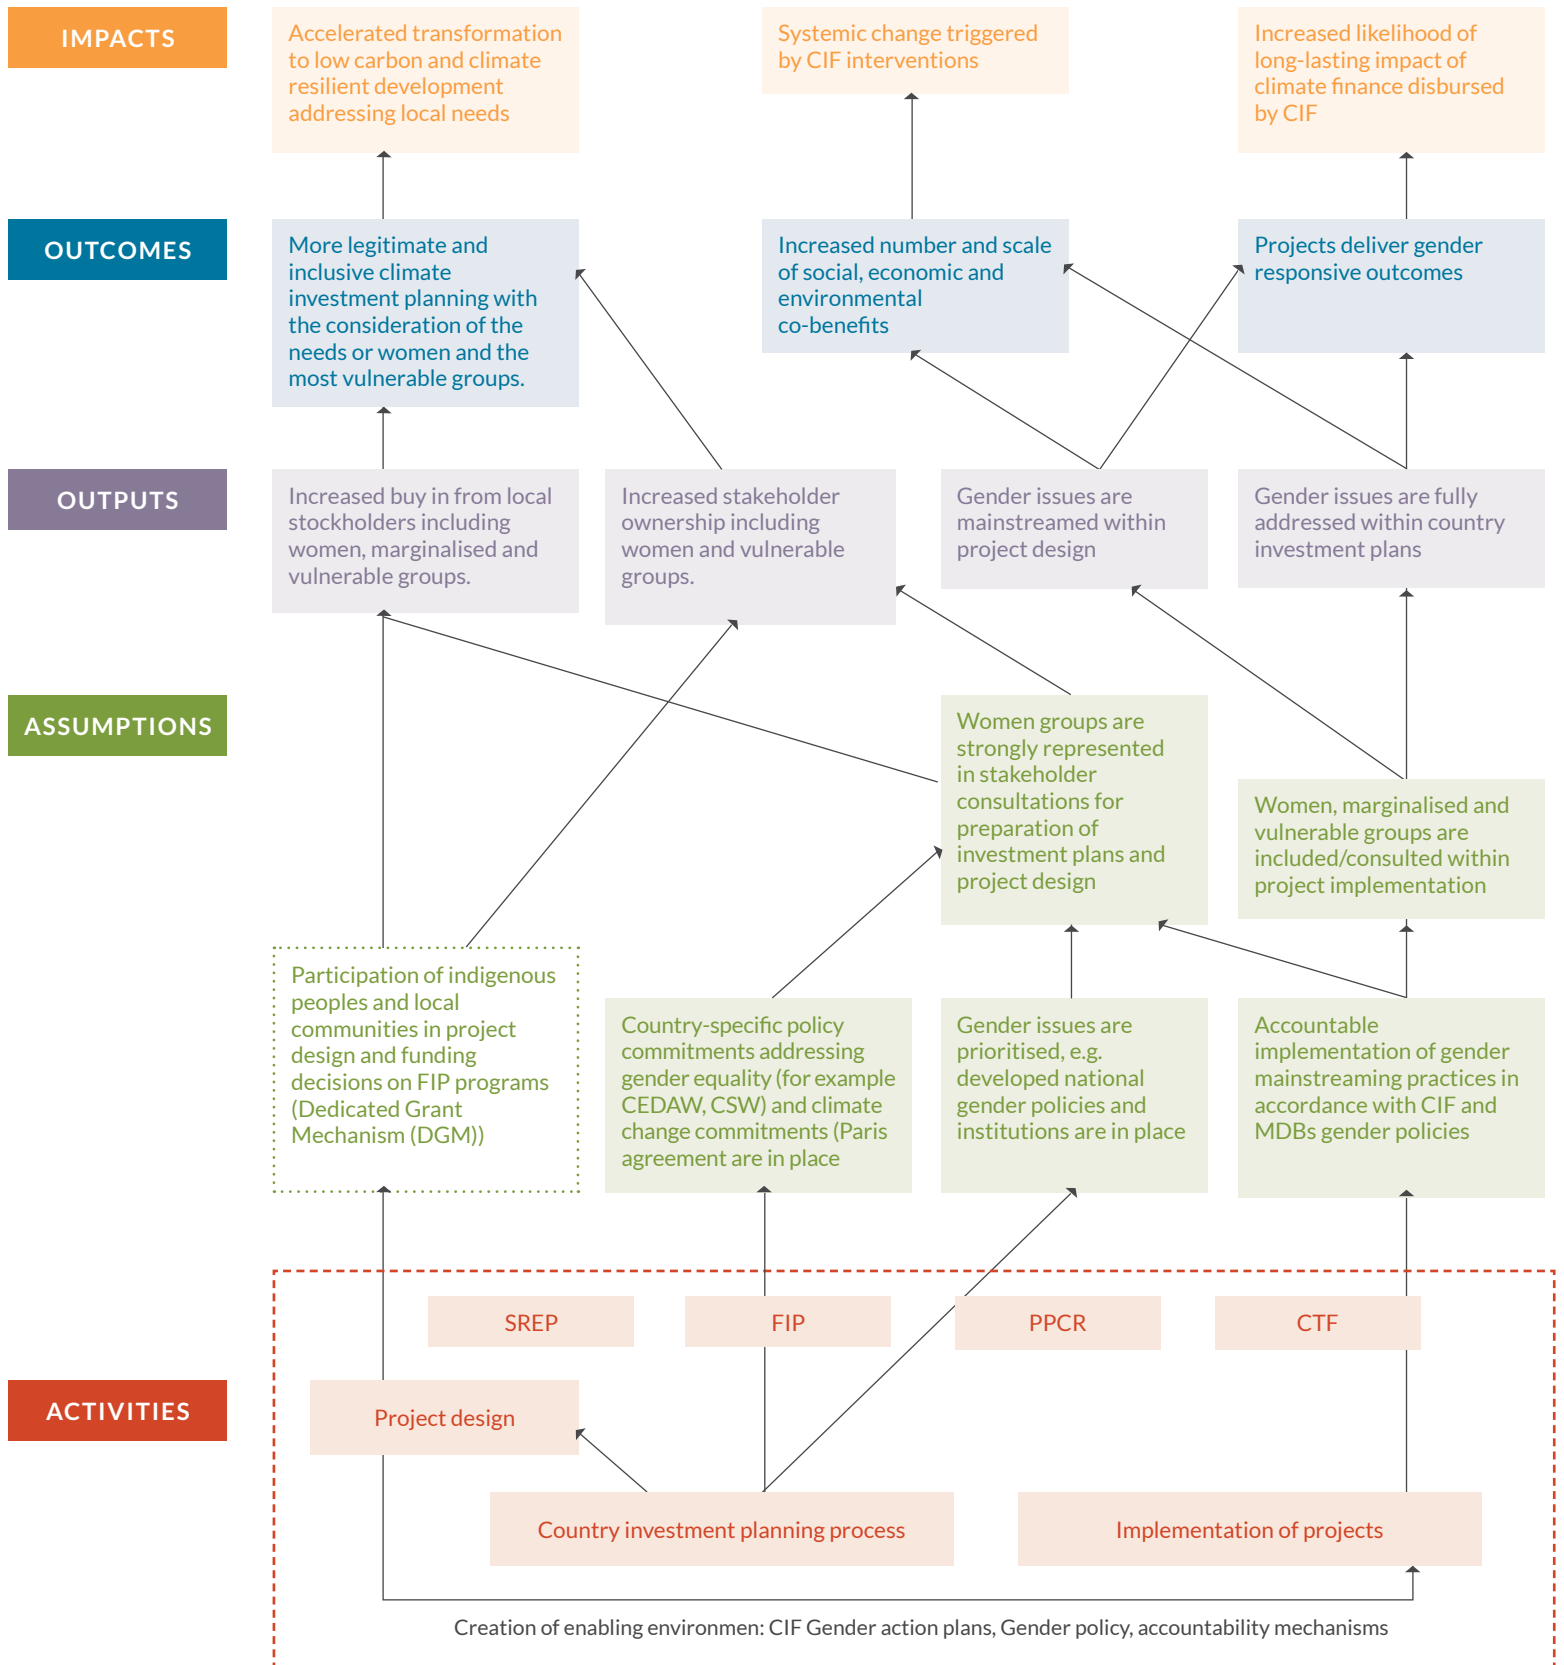 IMPACTS
Accelerated transformation
to low carbon and climate
resilient development
addressing local needs
Systemic change triggered
by CIF interventions
Increased likelihood of
long-lasting impact of
climate finance disbursed
by CIF
OUTCOMES
More legitimate and
inclusive climate
investment planning with
the consideration of the
needs or women and the
most vulnerable groups.
Increased number and scale
of social, economic and
environmental
co-benefits
Projects deliver gender
responsive outcomes
OUTPUTS
Increased buy in from local
stockholders including
women, marginalised and
vulnerable groups.
Increased stakeholder
ownership including
women and vulnerable
groups.
Gender issues are
mainstreamed within
project design
Gender issues are fully
addressed within country
investment plans
ASSUMPTIONS
Women groups are
strongly represented
in stakeholder
consultations for
preparation of
investment plans and
project design
Women, marginalised and
vulnerable groups are
included/consulted within
project implementation
Participation of indigenous
peoples and local
communities in project
design and funding
decisions on FIP programs
(Dedicated Grant
Mechanism (DGM))
Country-specific policy
commitments addressing
gender equality (for example
CEDAW, CSW) and climate
change commitments (Paris
agreement are in place
Gender issues are
prioritised, e.g.
developed national
gender policies and
institutions are in place
Accountable
implementation of gender
mainstreaming practices in
accordance with CIF and
MDBs gender policies
SREP
FIP
PPCR
CTF
ACTIVITIES
Project design
Country investment planning process
Implementation of projects
Creation of enabling environmen: CIF Gender action plans, Gender policy, accountability mechanisms